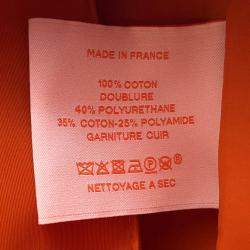 MADE IN FRANCE
100% COTON
DOUBLURE
40% POLYURETHANE
35% COTON-25% POLYAMIDE
GARNITURE CUIR
NETTOYAGE A SEC